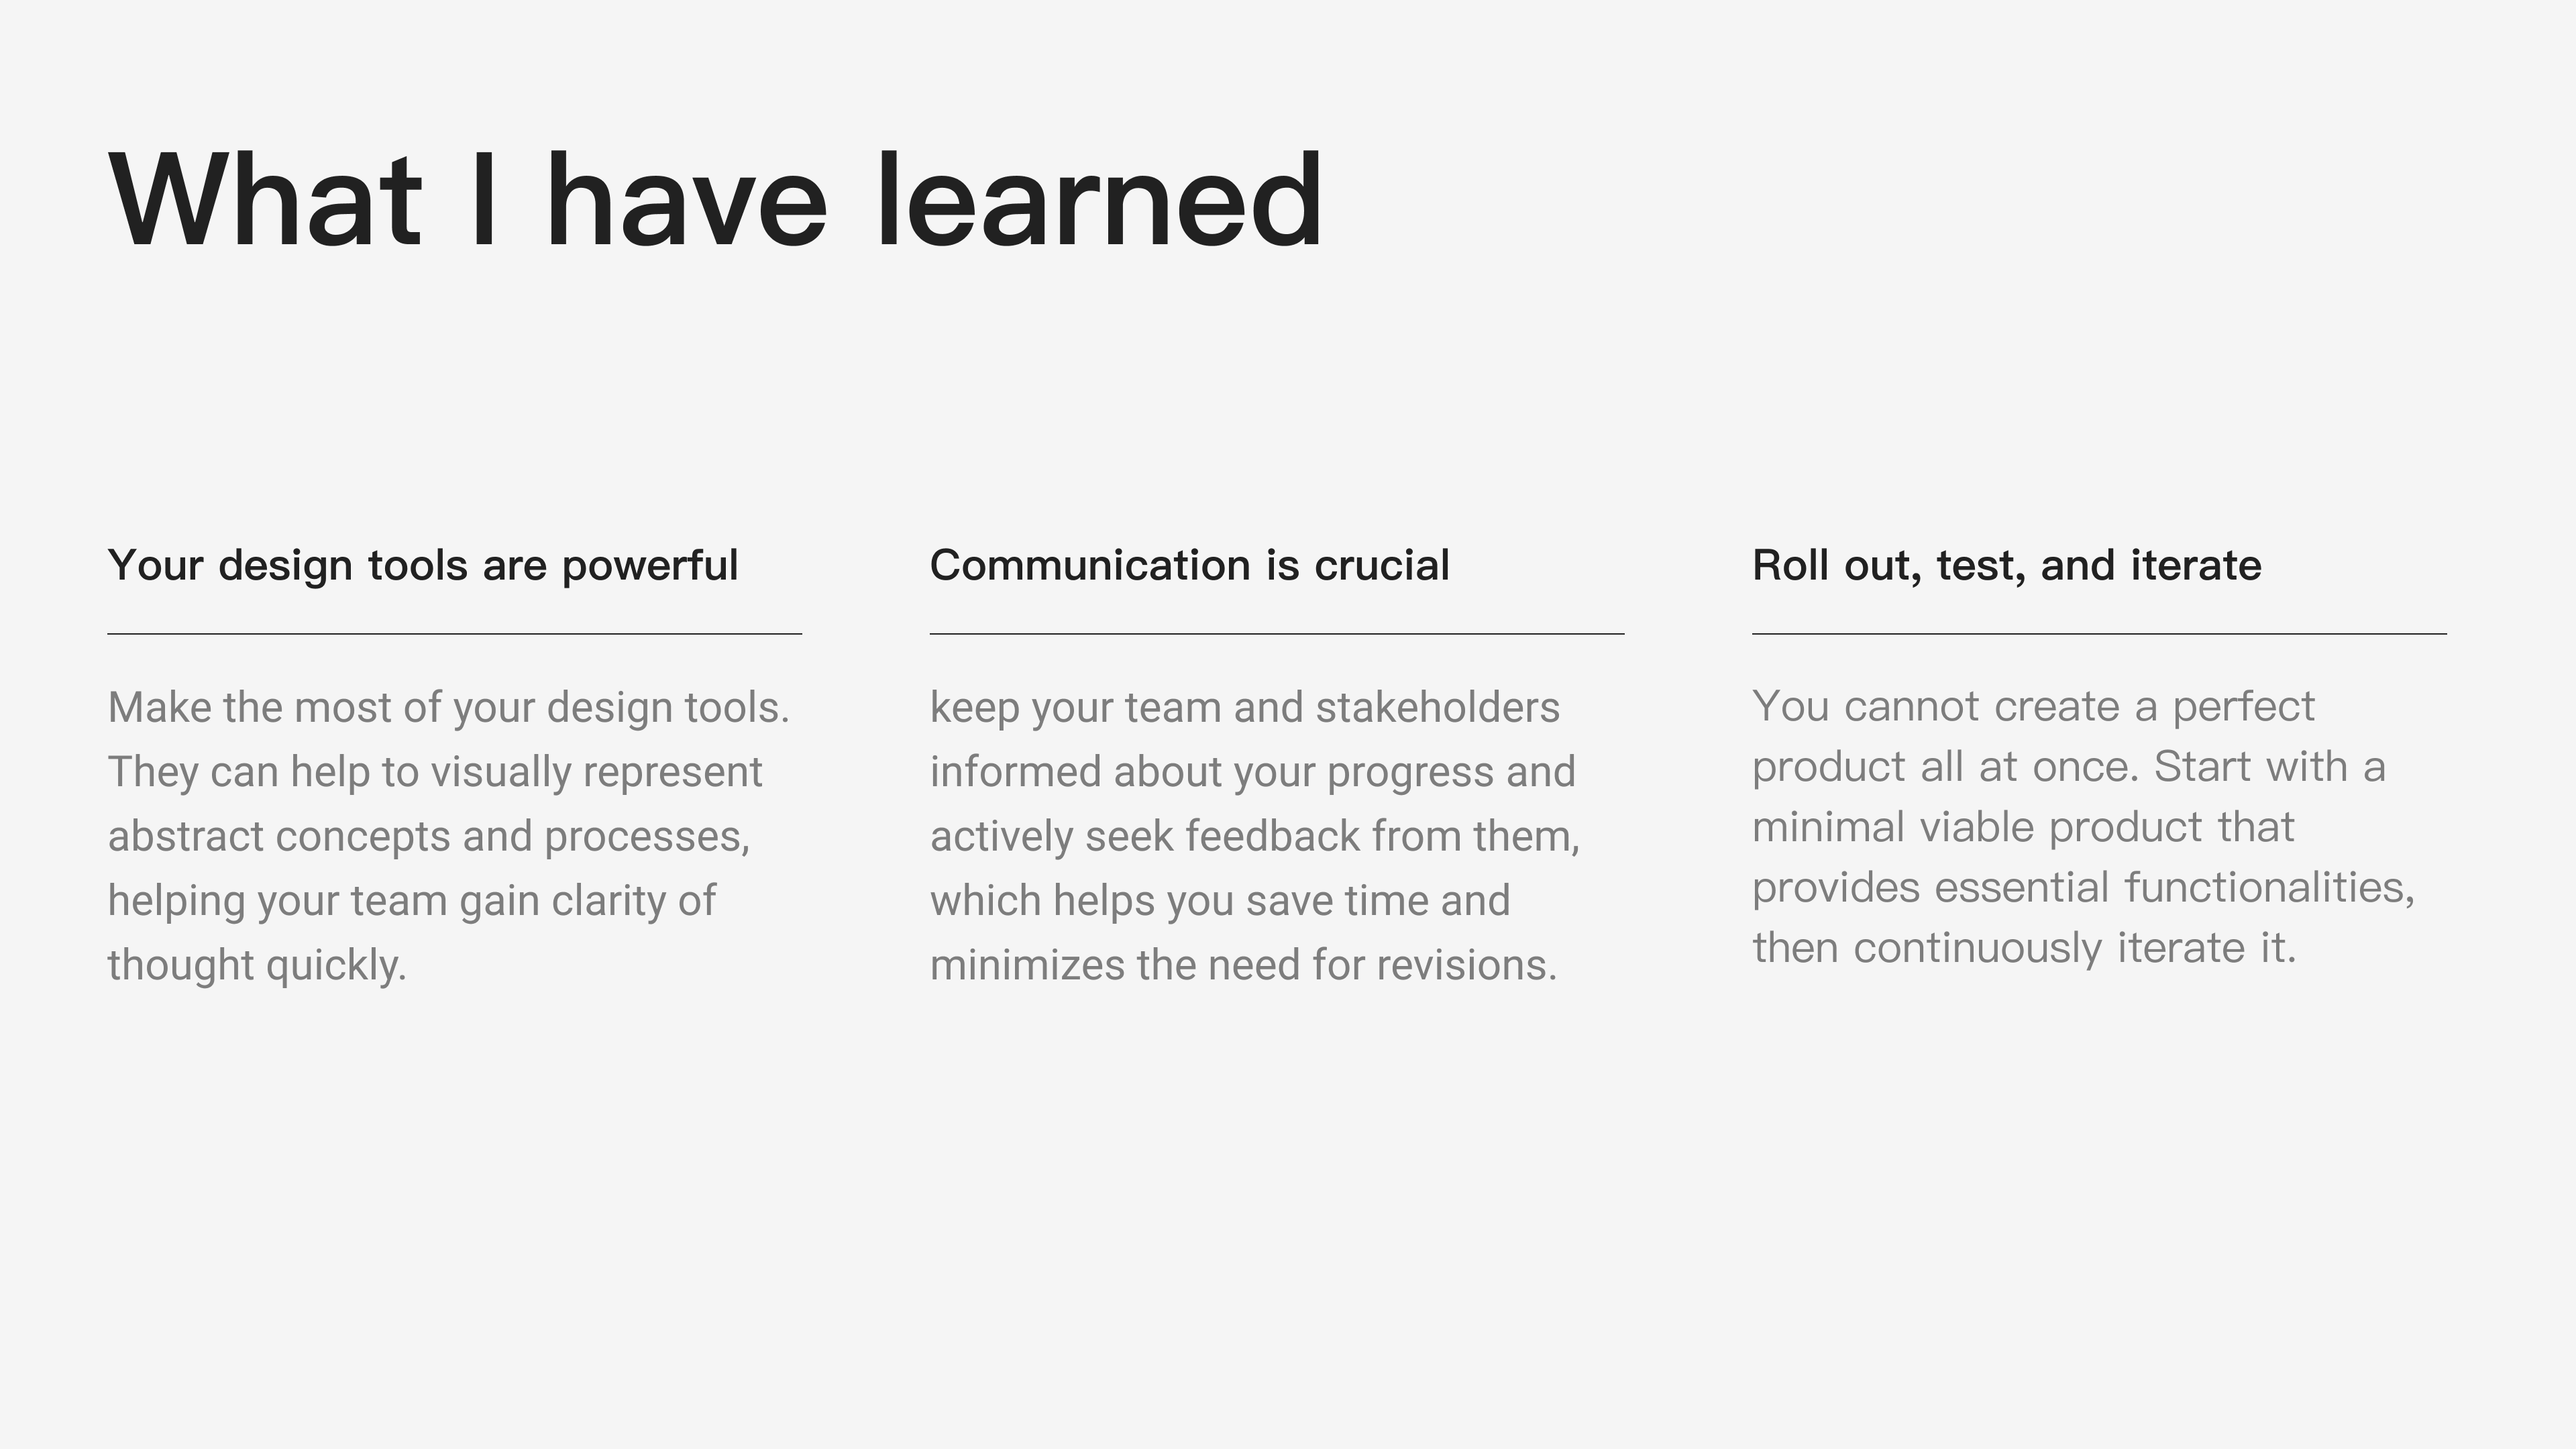 What I have learned
Your design tools are powerful
Make the most of your design tools.
They can help to visually represent
abstract concepts and processes,
helping your team gain clarity of
thought quickly.
Communication is crucial
keep your team and stakeholders
informed about your progress and
actively seek feedback from them,
which helps you save time and
minimizes the need for revisions.
Roll out, test, and iterate
You cannot create a perfect
product all at once. Start with a
minimal viable product that
provides essential functionalities,
then continuously iterate it.